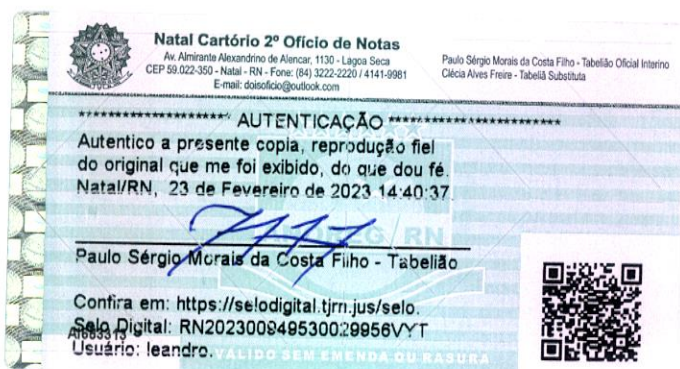 Natal Cartório 2º Ofício de Notas
Av. Almirante Alexandrino de Alencar, 1130 - Lagoa Seca
CEP 59.022-350 - Natal - RN - Fone: (84) 3222-2220 / 4141-9981
E-mail: doisoficio@outlook.com
Paulo Sérgio Morais da Costa Filho - Tabelião Oficial Interino
Clécia Alves Freire - Tabeliã Substituta
******************** AUTENTICAÇÃO ***********************
Autentico a presente copia, reprodução fiel
do original que me foi exibido, do que dou fé.
Natal/RN, 23 de Fevereiro de 2023 14:40:37.
ANOREG/RN
Paulo Sérgio Morais da Costa Filho - Tabelião
Confira em: https://selodigital.tjrn.jus/selo.
Selo Digital: RN202300949530029956VYT
AI683313
Usuário: leandro.
VÁLIDO SEM EMENDA OU RASURA